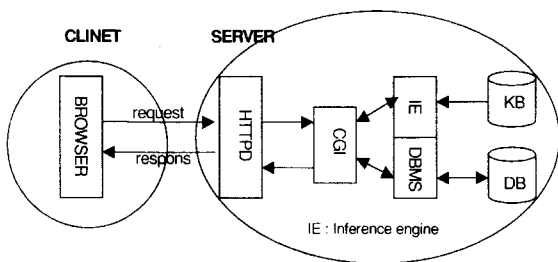 CLINET
SERVER
BROWSER
request
respons
HTTPD
CGI
IE
DBMS
KB
DB
IE : Inference engine